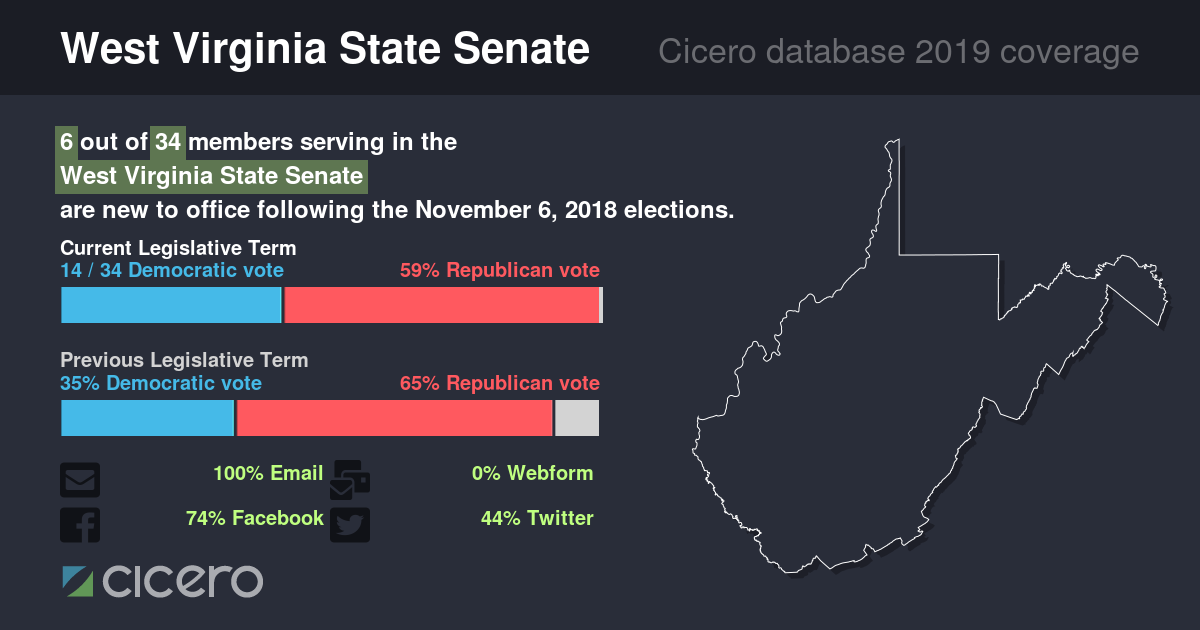 West Virginia State Senate
Cicero database 2019 coverage
6 out of 34 members serving in the
West Virginia State Senate
are new to office following the November 6, 2018 elections.
Current Legislative Term
14 / 34 Democratic vote
59% Republican vote
Previous Legislative Term
35% Democratic vote
65% Republican vote
100% Email
0% Webform
74% Facebook
44% Twitter
cicero